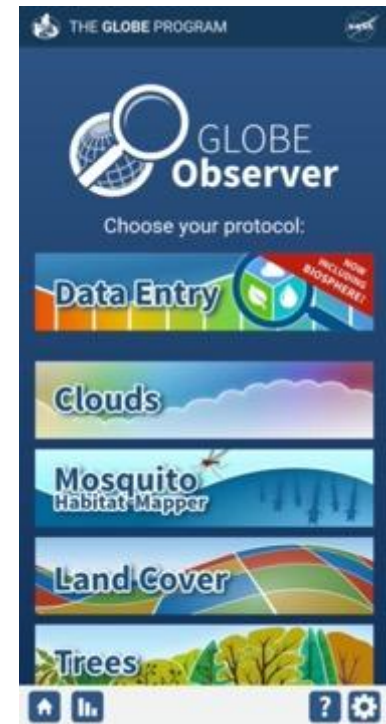 THE GLOBE PROGRAM
NASA
GLOBE
Observer
Choose your protocol:
Data Entry
NOW
INCLUDING
BIOSPHERE!
Clouds
Mosquito
Habitat Mapper
Land Cover
Trees
?